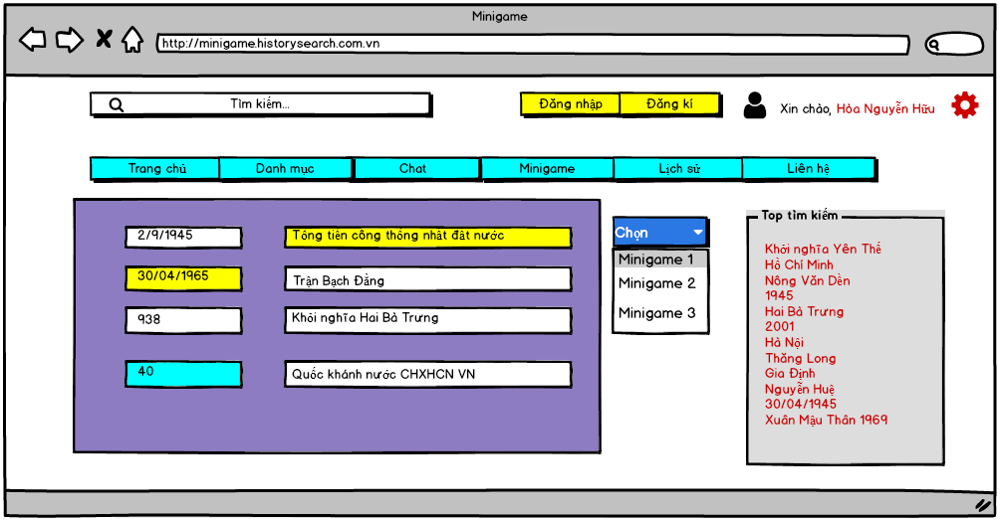 Minigame
http://minigame.historysearch.com.vn
Tìm kiếm...
Đăng nhập
Đăng kí
Xin chào, Hòa Nguyễn Hữu
Trang chủ
Danh mục
Chat
Minigame
Lịch sử
Liên hệ
2/9/1945
Tổng tiến công thống nhất đất nước
30/04/1965
Trận Bạch Đằng
938
Khởi nghĩa Hai Bà Trưng
40
Quốc khánh nước CHXHCN VN
Chọn
Minigame 1
Minigame 2
Minigame 3
Top tìm kiếm
Khởi nghĩa Yên Thế
Hồ Chí Minh
Nông Văn Dền
1945
Hai Bà Trưng
2001
Hà Nội
Thăng Long
Gia Định
Nguyễn Huệ
30/04/1945
Xuân Mậu Thân 1969